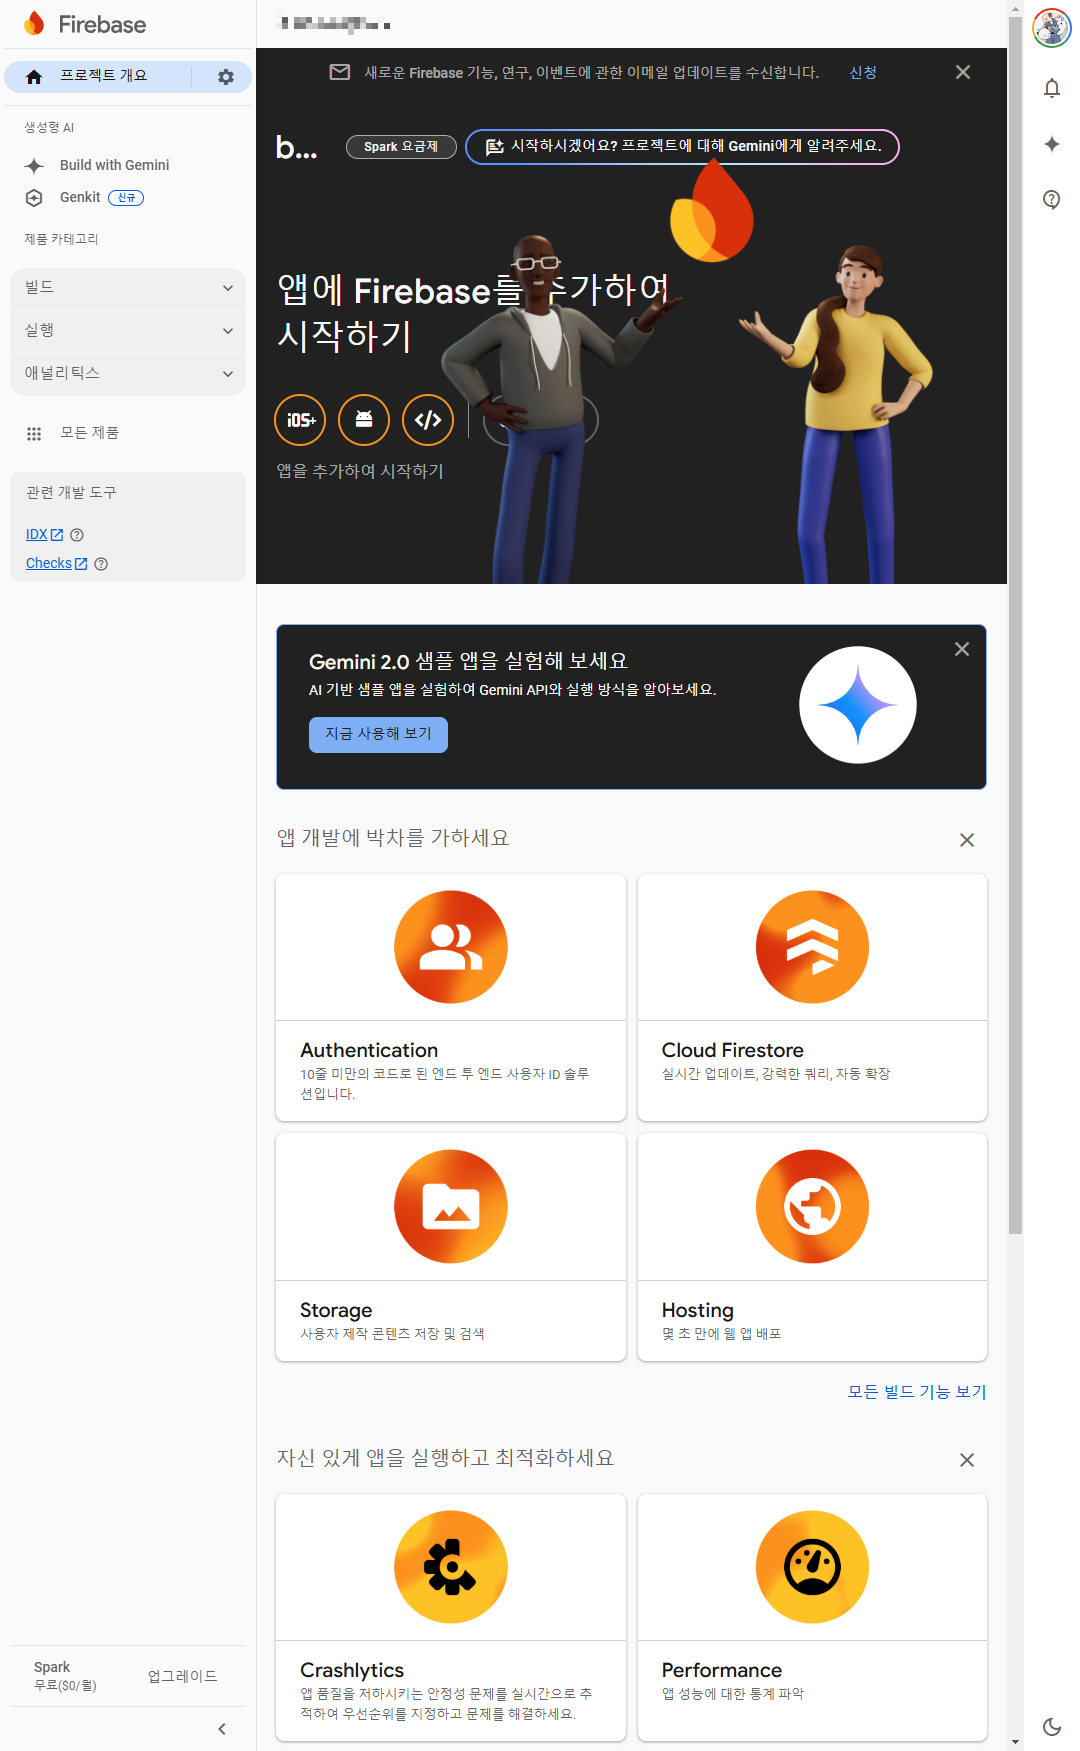 Firebase
프로젝트 개요
생성형 AI
Build with Gemini
Genkit 신규
제품 카테고리
빌드
실행
애널리틱스
모든 제품
관련 개발 도구
IDX
Checks
Spark
무료($0/월)
업그레이드
새로운 Firebase 기능, 연구, 이벤트에 관한 이메일 업데이트를 수신합니다. 신청
b...
Spark 요금제
시작하시겠어요? 프로젝트에 대해 Gemini에게 알려주세요.
앱에 Firebase를 추가하여
시작하기
iOS+
앱을 추가하여 시작하기
Gemini 2.0 샘플 앱을 실험해 보세요
AI 기반 샘플 앱을 실험하여 Gemini API와 실행 방식을 알아보세요.
지금 사용해 보기
앱 개발에 박차를 가하세요
Authentication
10줄 미만의 코드로 된 엔드 투 엔드 사용자 ID 솔루
션입니다.
Cloud Firestore
실시간 업데이트, 강력한 쿼리, 자동 확장
Storage
사용자 제작 콘텐츠 저장 및 검색
Hosting
몇 초 만에 웹 앱 배포
모든 빌드 기능 보기
자신 있게 앱을 실행하고 최적화하세요
Crashlytics
앱 품질을 저하시키는 안정성 문제를 실시간으로 추
적하여 우선순위를 지정하고 문제를 해결하세요.
Performance
앱 성능에 대한 통계 파악